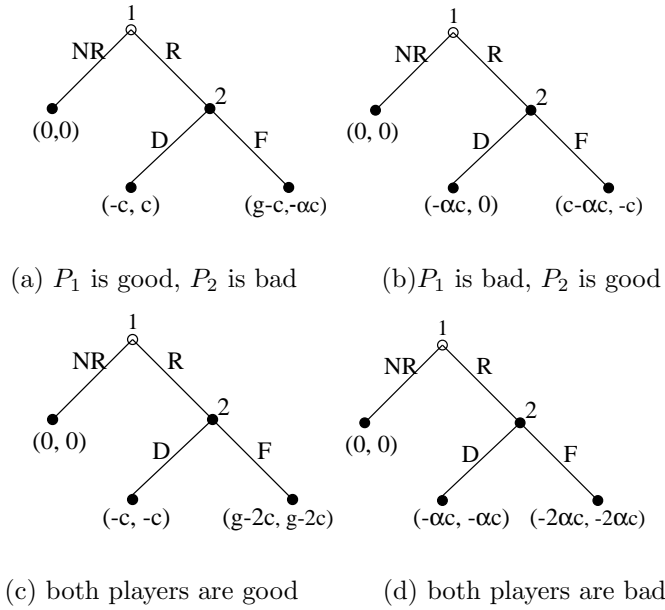 1 1
NR R NR R
2 2
(0,0) (0, 0)
D F D F
(-c, c) (g-c,-αc) (-αc, 0) (c-αc, -c)
(a) P₁ is good, P₂ is bad (b)P₁ is bad, P₂ is good
1 1
NR R NR R
2 2
(0, 0) (0, 0)
D F D F
(-c, -c) (g-2c, g-2c) (-αc, -αc) (-2αc, -2αc)
(c) both players are good (d) both players are bad